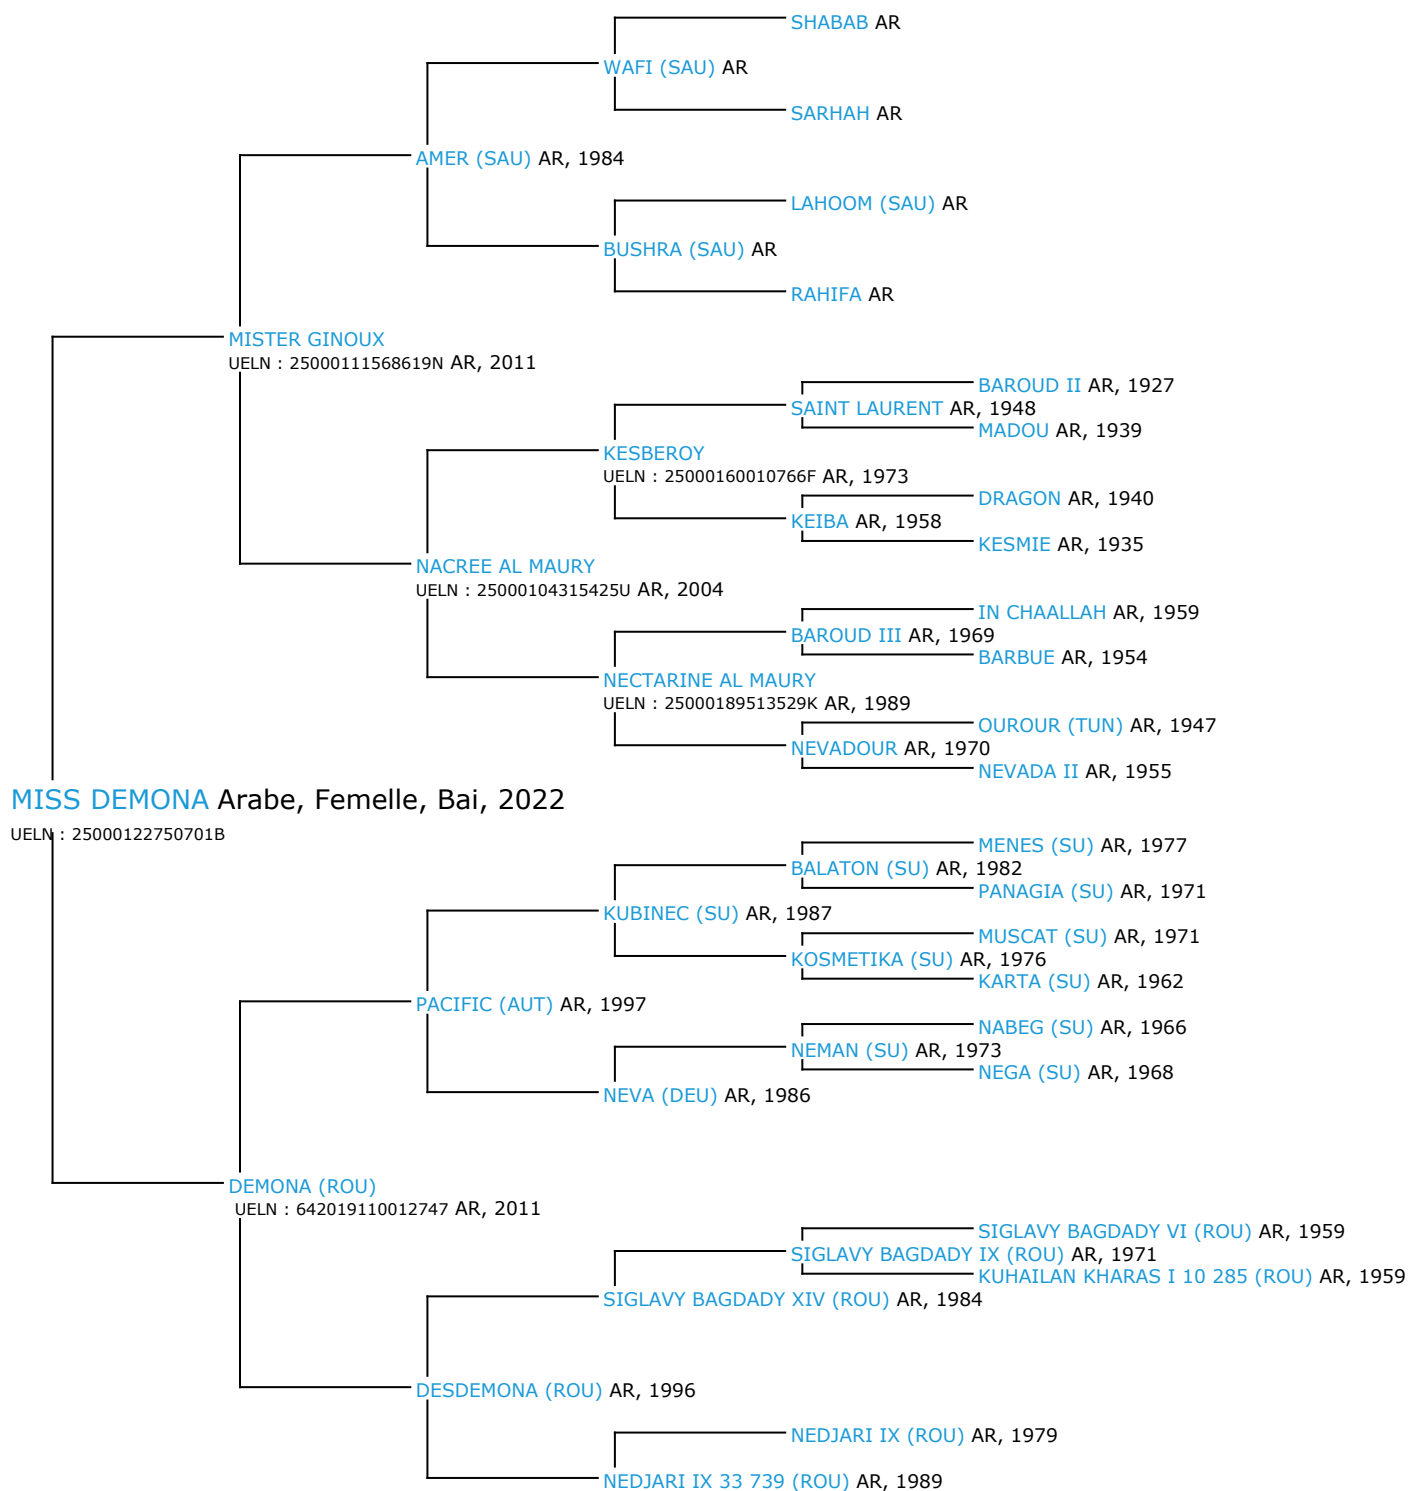 SHABAB AR
WAFI (SAU) AR
SARHAH AR
AMER (SAU) AR, 1984
LAHOOM (SAU) AR
BUSHRA (SAU) AR
RAHIFA AR
MISTER GINOUX
UELN : 25000111568619N AR, 2011
BAROUD II AR, 1927
SAINT LAURENT AR, 1948
MADOU AR, 1939
KESBEROY
UELN : 25000160010766F AR, 1973
DRAGON AR, 1940
KEIBA AR, 1958
KESMIE AR, 1935
NACREE AL MAURY
UELN : 25000104315425U AR, 2004
IN CHAALLAH AR, 1959
BAROUD III AR, 1969
BARBUE AR, 1954
NECTARINE AL MAURY
UELN : 25000189513529K AR, 1989
OUROUR (TUN) AR, 1947
NEVADOUR AR, 1970
NEVADA II AR, 1955
MISS DEMONA Arabe, Femelle, Bai, 2022
UELN : 25000122750701B
MENES (SU) AR, 1977
BALATON (SU) AR, 1982
PANAGIA (SU) AR, 1971
KUBINEC (SU) AR, 1987
MUSCAT (SU) AR, 1971
KOSMETIKA (SU) AR, 1976
KARTA (SU) AR, 1962
PACIFIC (AUT) AR, 1997
NABEG (SU) AR, 1966
NEMAN (SU) AR, 1973
NEGA (SU) AR, 1968
NEVA (DEU) AR, 1986
DEMONA (ROU)
UELN : 642019110012747 AR, 2011
SIGLAVY BAGDADY VI (ROU) AR, 1959
SIGLAVY BAGDADY IX (ROU) AR, 1971
KUHAILAN KHARAS I 10 285 (ROU) AR, 1959
SIGLAVY BAGDADY XIV (ROU) AR, 1984
DESDEMONA (ROU) AR, 1996
NEDJARI IX (ROU) AR, 1979
NEDJARI IX 33 739 (ROU) AR, 1989